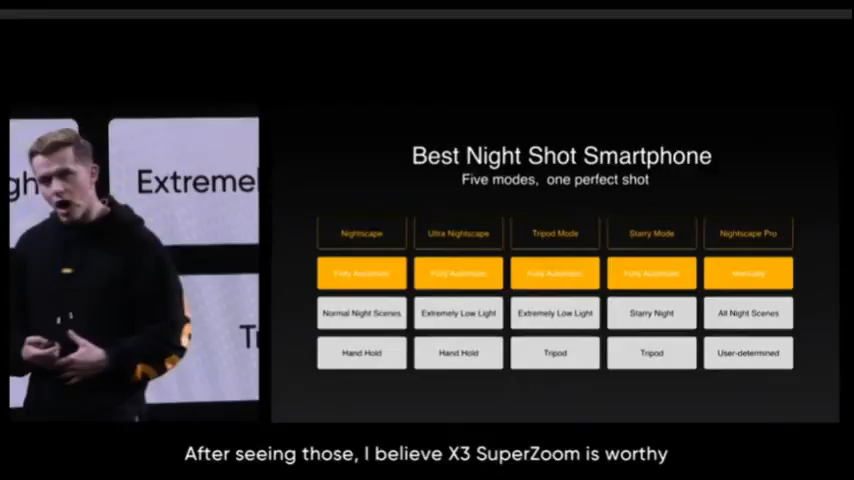 Extremel
Best Night Shot Smartphone
Five modes, one perfect shot
Nightscape Ultra Nightscape Tripod Mode Starry Mode Nightscape Pro
Fully Automatic Fully Automatic Fully Automatic Fully Automatic Manually
Normal Night Scenes Extremely Low Light Extremely Low Light Starry Night All Night Scenes
Hand Hold Hand Hold Tripod Tripod User-determined
After seeing those, I believe X3 SuperZoom is worthy